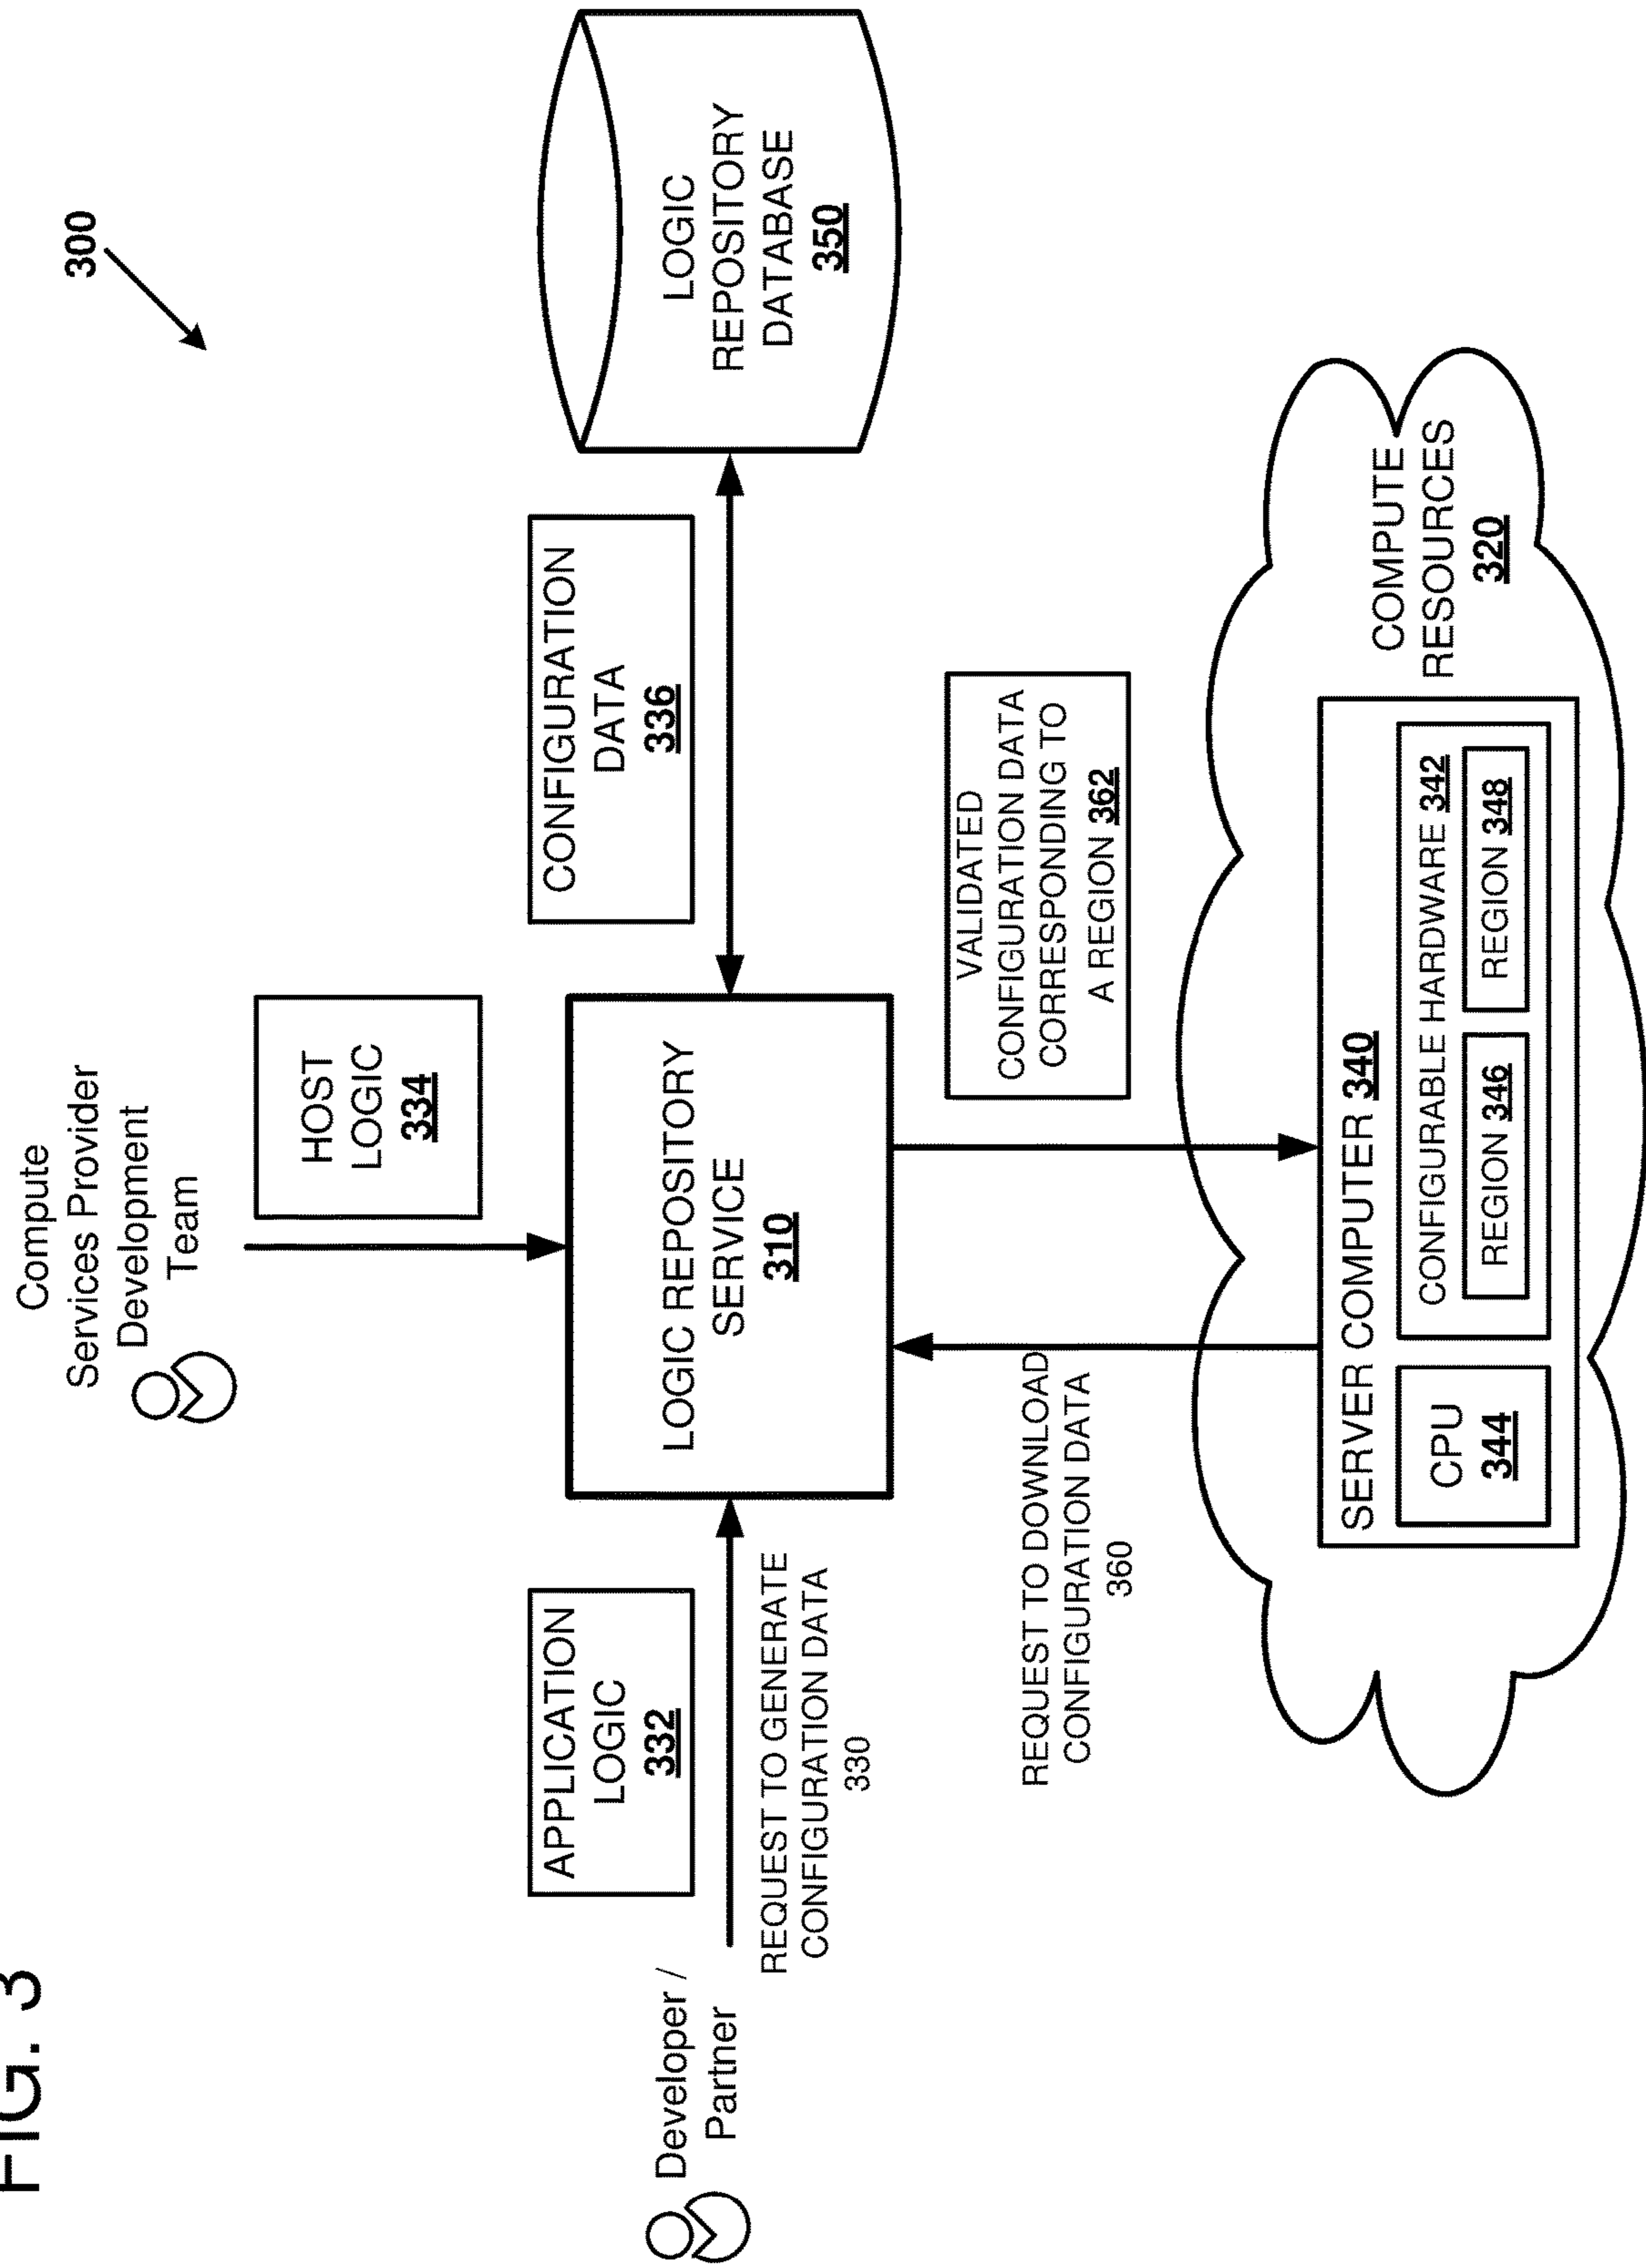 FIG. 3
300
Compute
Services Provider
Development
Team
HOST
LOGIC
334
APPLICATION
LOGIC
332
CONFIGURATION
DATA
336
Developer /
Partner
REQUEST TO GENERATE
CONFIGURATION DATA
330
LOGIC REPOSITORY
SERVICE
310
LOGIC
REPOSITORY
DATABASE
350
REQUEST TO DOWNLOAD
CONFIGURATION DATA
360
VALIDATED
CONFIGURATION DATA
CORRESPONDING TO
A REGION 362
SERVER COMPUTER 340
CPU
344
CONFIGURABLE HARDWARE 342
REGION 346
REGION 348
COMPUTE
RESOURCES
320